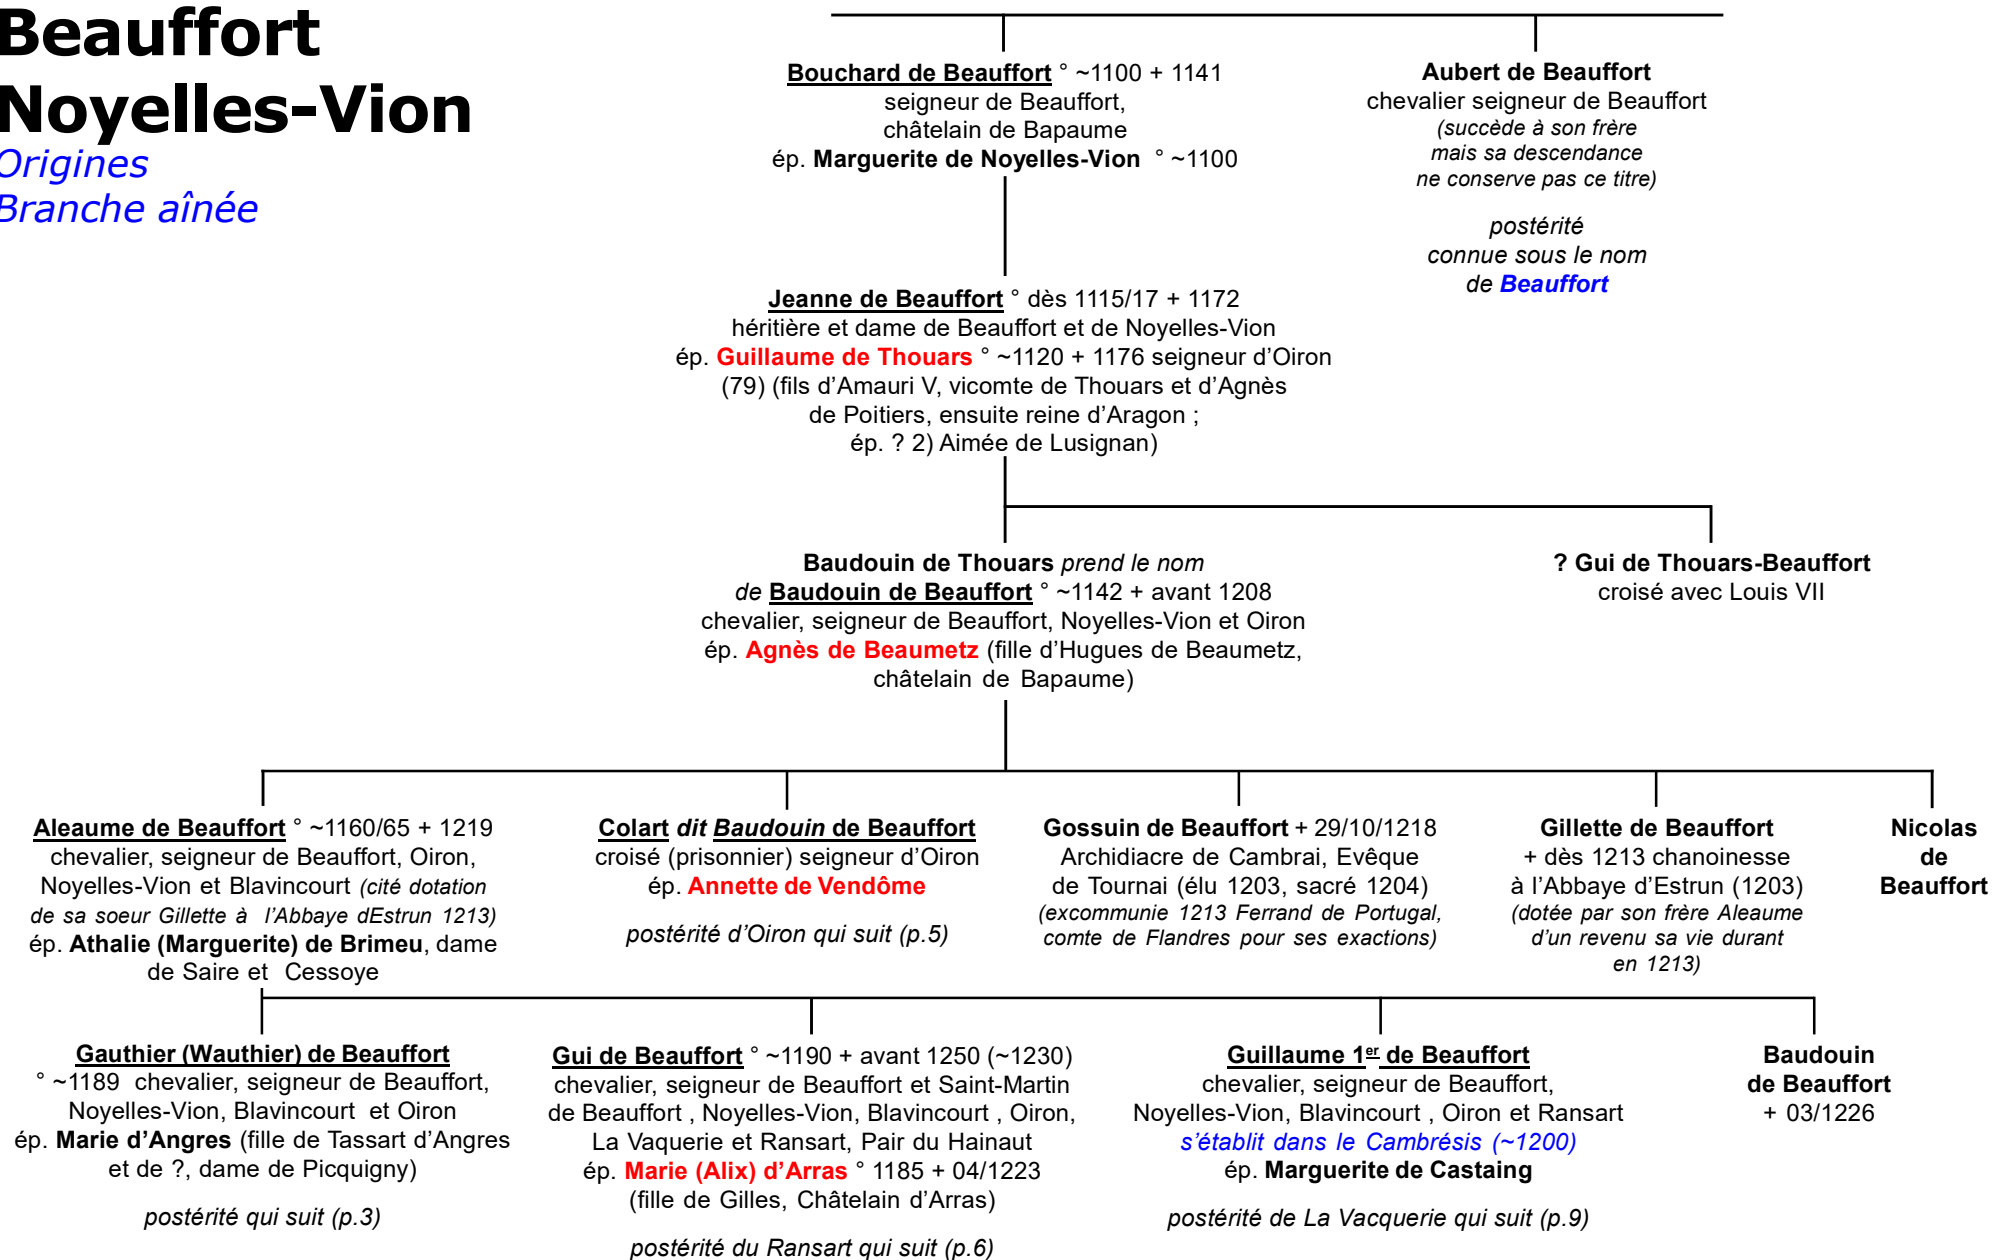 Beauffort
Noyelles-Vion
Origines
Branche aînée
Bouchard de Beauffort ° ~1100 + 1141
seigneur de Beauffort,
châtelain de Bapaume
ép. Marguerite de Noyelles-Vion ° ~1100
Aubert de Beauffort
chevalier seigneur de Beauffort
(succède à son frère
mais sa descendance
ne conserve pas ce titre)
postérité
connue sous le nom
de Beauffort
Jeanne de Beauffort ° dès 1115/17 + 1172
héritière et dame de Beauffort et de Noyelles-Vion
ép. Guillaume de Thouars ° ~1120 + 1176 seigneur d'Oiron
(79) (fils d'Amauri V, vicomte de Thouars et d'Agnès
de Poitiers, ensuite reine d'Aragon ;
ép. ? 2) Aimée de Lusignan)
Baudouin de Thouars prend le nom
de Baudouin de Beauffort ° ~1142 + avant 1208
chevalier, seigneur de Beauffort, Noyelles-Vion et Oiron
ép. Agnès de Beaumetz (fille d'Hugues de Beaumetz,
châtelain de Bapaume)
? Gui de Thouars-Beauffort
croisé avec Louis VII
Aleaume de Beauffort ° ~1160/65 + 1219
chevalier, seigneur de Beauffort, Oiron,
Noyelles-Vion et Blavincourt (cité dotation
de sa soeur Gillette à l'Abbaye dEstrun 1213)
ép. Athalie (Marguerite) de Brimeu, dame
de Saire et Cessoye
Colart dit Baudouin de Beauffort
croisé (prisonnier) seigneur d'Oiron
ép. Annette de Vendôme
postérité d'Oiron qui suit (p.5)
Gossuin de Beauffort + 29/10/1218
Archidiacre de Cambrai, Evêque
de Tournai (élu 1203, sacré 1204)
(excommunie 1213 Ferrand de Portugal,
comte de Flandres pour ses exactions)
Gillette de Beauffort
+ dès 1213 chanoinesse
à l'Abbaye d'Estrun (1203)
(dotée par son frère Aleaume
d'un revenu sa vie durant
en 1213)
Nicolas
de
Beauffort
Gauthier (Wauthier) de Beauffort
° ~1189 chevalier, seigneur de Beauffort,
Noyelles-Vion, Blavincourt et Oiron
ép. Marie d'Angres (fille de Tassart d'Angres
et de ?, dame de Picquigny)
postérité qui suit (p.3)
Gui de Beauffort ° ~1190 + avant 1250 (~1230)
chevalier, seigneur de Beauffort et Saint-Martin
de Beauffort , Noyelles-Vion, Blavincourt , Oiron,
La Vaquerie et Ransart, Pair du Hainaut
ép. Marie (Alix) d'Arras ° 1185 + 04/1223
(fille de Gilles, Châtelain d'Arras)
postérité du Ransart qui suit (p.6)
Guillaume 1er de Beauffort
chevalier, seigneur de Beauffort,
Noyelles-Vion, Blavincourt , Oiron et Ransart
s'établit dans le Cambrésis (~1200)
ép. Marguerite de Castaing
postérité de La Vacquerie qui suit (p.9)
Baudouin
de Beauffort
+ 03/1226